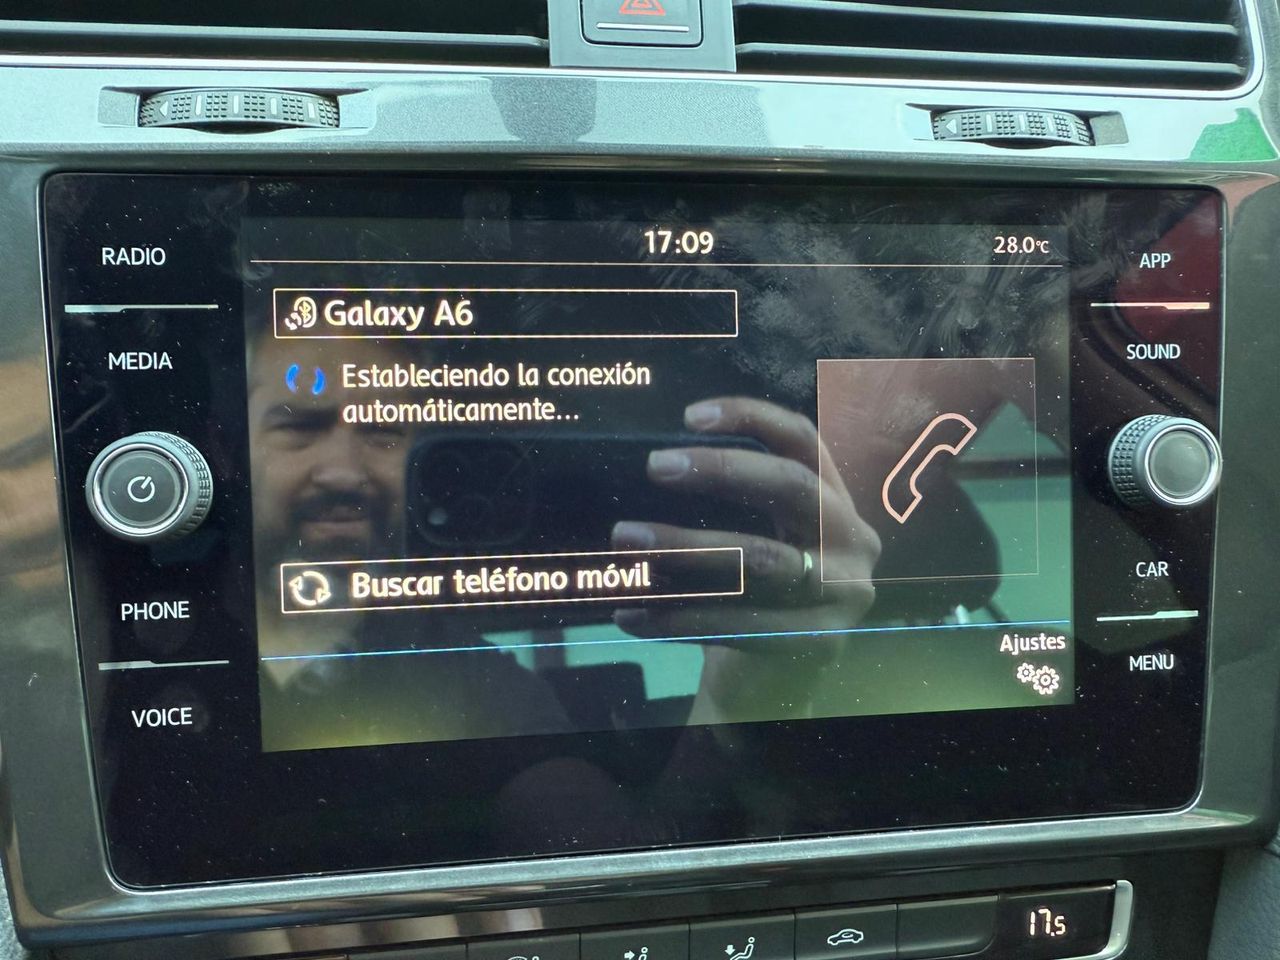 17:09
28.0°C
RADIO
APP
Galaxy A6
MEDIA
SOUND
Estableciendo la conexión
automáticamente...
PHONE
CAR
Buscar teléfono móvil
VOICE
MENU
Ajustes
17.5